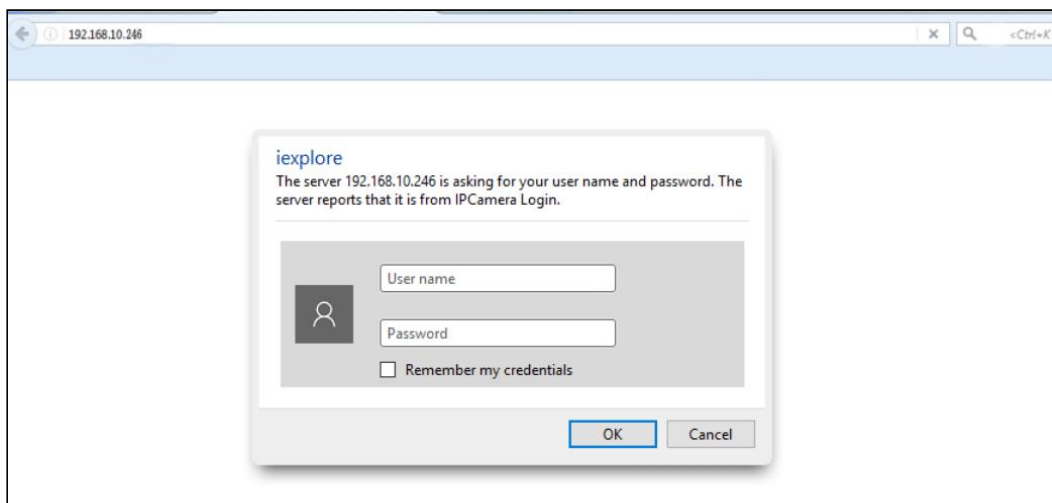 192.168.10.246
<Ctrl+K
iexplore
The server 192.168.10.246 is asking for your user name and password. The
server reports that it is from IPCamera Login.
User name
Password
Remember my credentials
OK Cancel